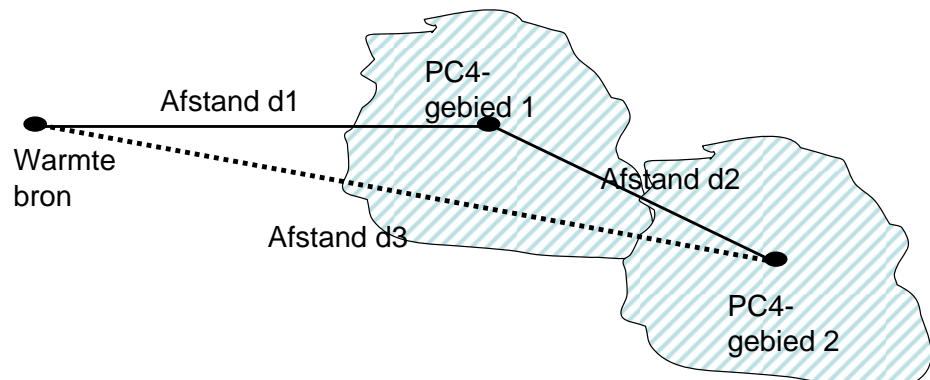 PC4-
gebied 1
Afstand d1
Warmte
bron
Afstand d2
Afstand d3
PC4-
gebied 2